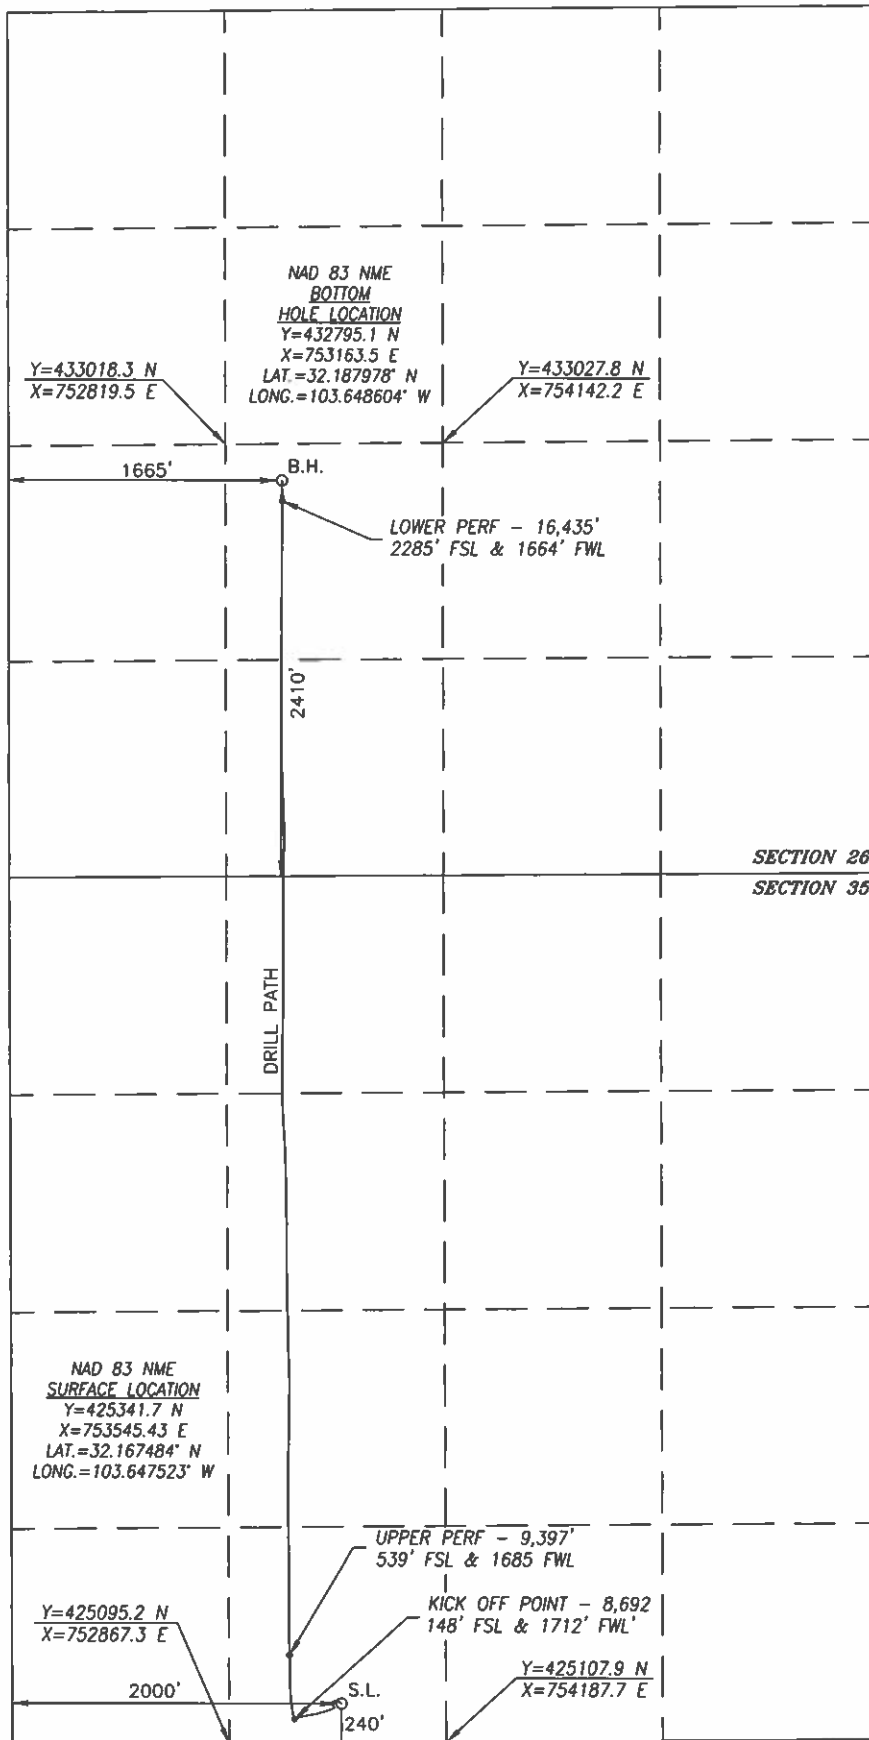 NAD 83 NME
BOTTOM
HOLE LOCATION
Y=432795.1 N
X=753163.5 E
LAT.=32.187978° N
LONG.=103.648604° W
Y=433018.3 N
X=752819.5 E
Y=433027.8 N
X=754142.2 E
1665'
B.H.
LOWER PERF - 16,435'
2285' FSL & 1664' FWL
2410'
SECTION 26
SECTION 35
DRILL PATH
NAD 83 NME
SURFACE LOCATION
Y=425341.7 N
X=753545.43 E
LAT.=32.167484° N
LONG.=103.647523° W
UPPER PERF - 9,397'
539' FSL & 1685 FWL
KICK OFF POINT - 8,692
148' FSL & 1712' FWL'
Y=425095.2 N
X=752867.3 E
Y=425107.9 N
X=754187.7 E
2000'
S.L.
240'